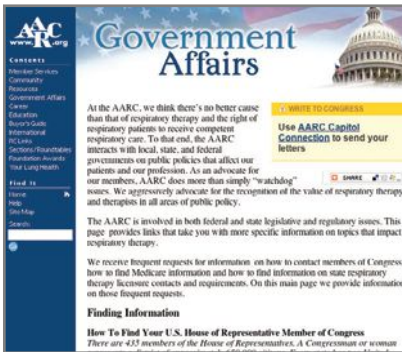 AARC
www. .org
Contents
Member Services
Community
Resources
Government Affairs
Career
Education
Buyer's Guide
International
RC Links
Sections/Roundtables
Foundation Awards
Your Lung Health
Find It
Home
Help
Site Map
Search:
Go
Government
Affairs
WRITE TO CONGRESS
Use AARC Capitol
Connection to send your
letters
SHARE
At the AARC, we think there's no better cause
than that of respiratory therapy and the right of
respiratory patients to receive competent
respiratory care. To that end, the AARC
interacts with local, state, and federal
governments on public policies that affect our
patients and our profession. As an advocate for
our members, AARC does more than simply "watchdog"
issues. We aggressively advocate for the recognition of the value of respiratory therapy
and therapists in all areas of public policy.
The AARC is involved in both federal and state legislative and regulatory issues. This
page provides links that take you with more specific information on topics that impact
respiratory therapy.
We receive frequent requests for information on how to contact members of Congress
how to find Medicare information and how to find information on state respiratory
therapy licensure contacts and requirements. On this main page we provide information
on those frequent requests.
Finding Information
How To Find Your U.S. House of Representative Member of Congress
There are 435 members of the House of Representatives. A Congressman or woman